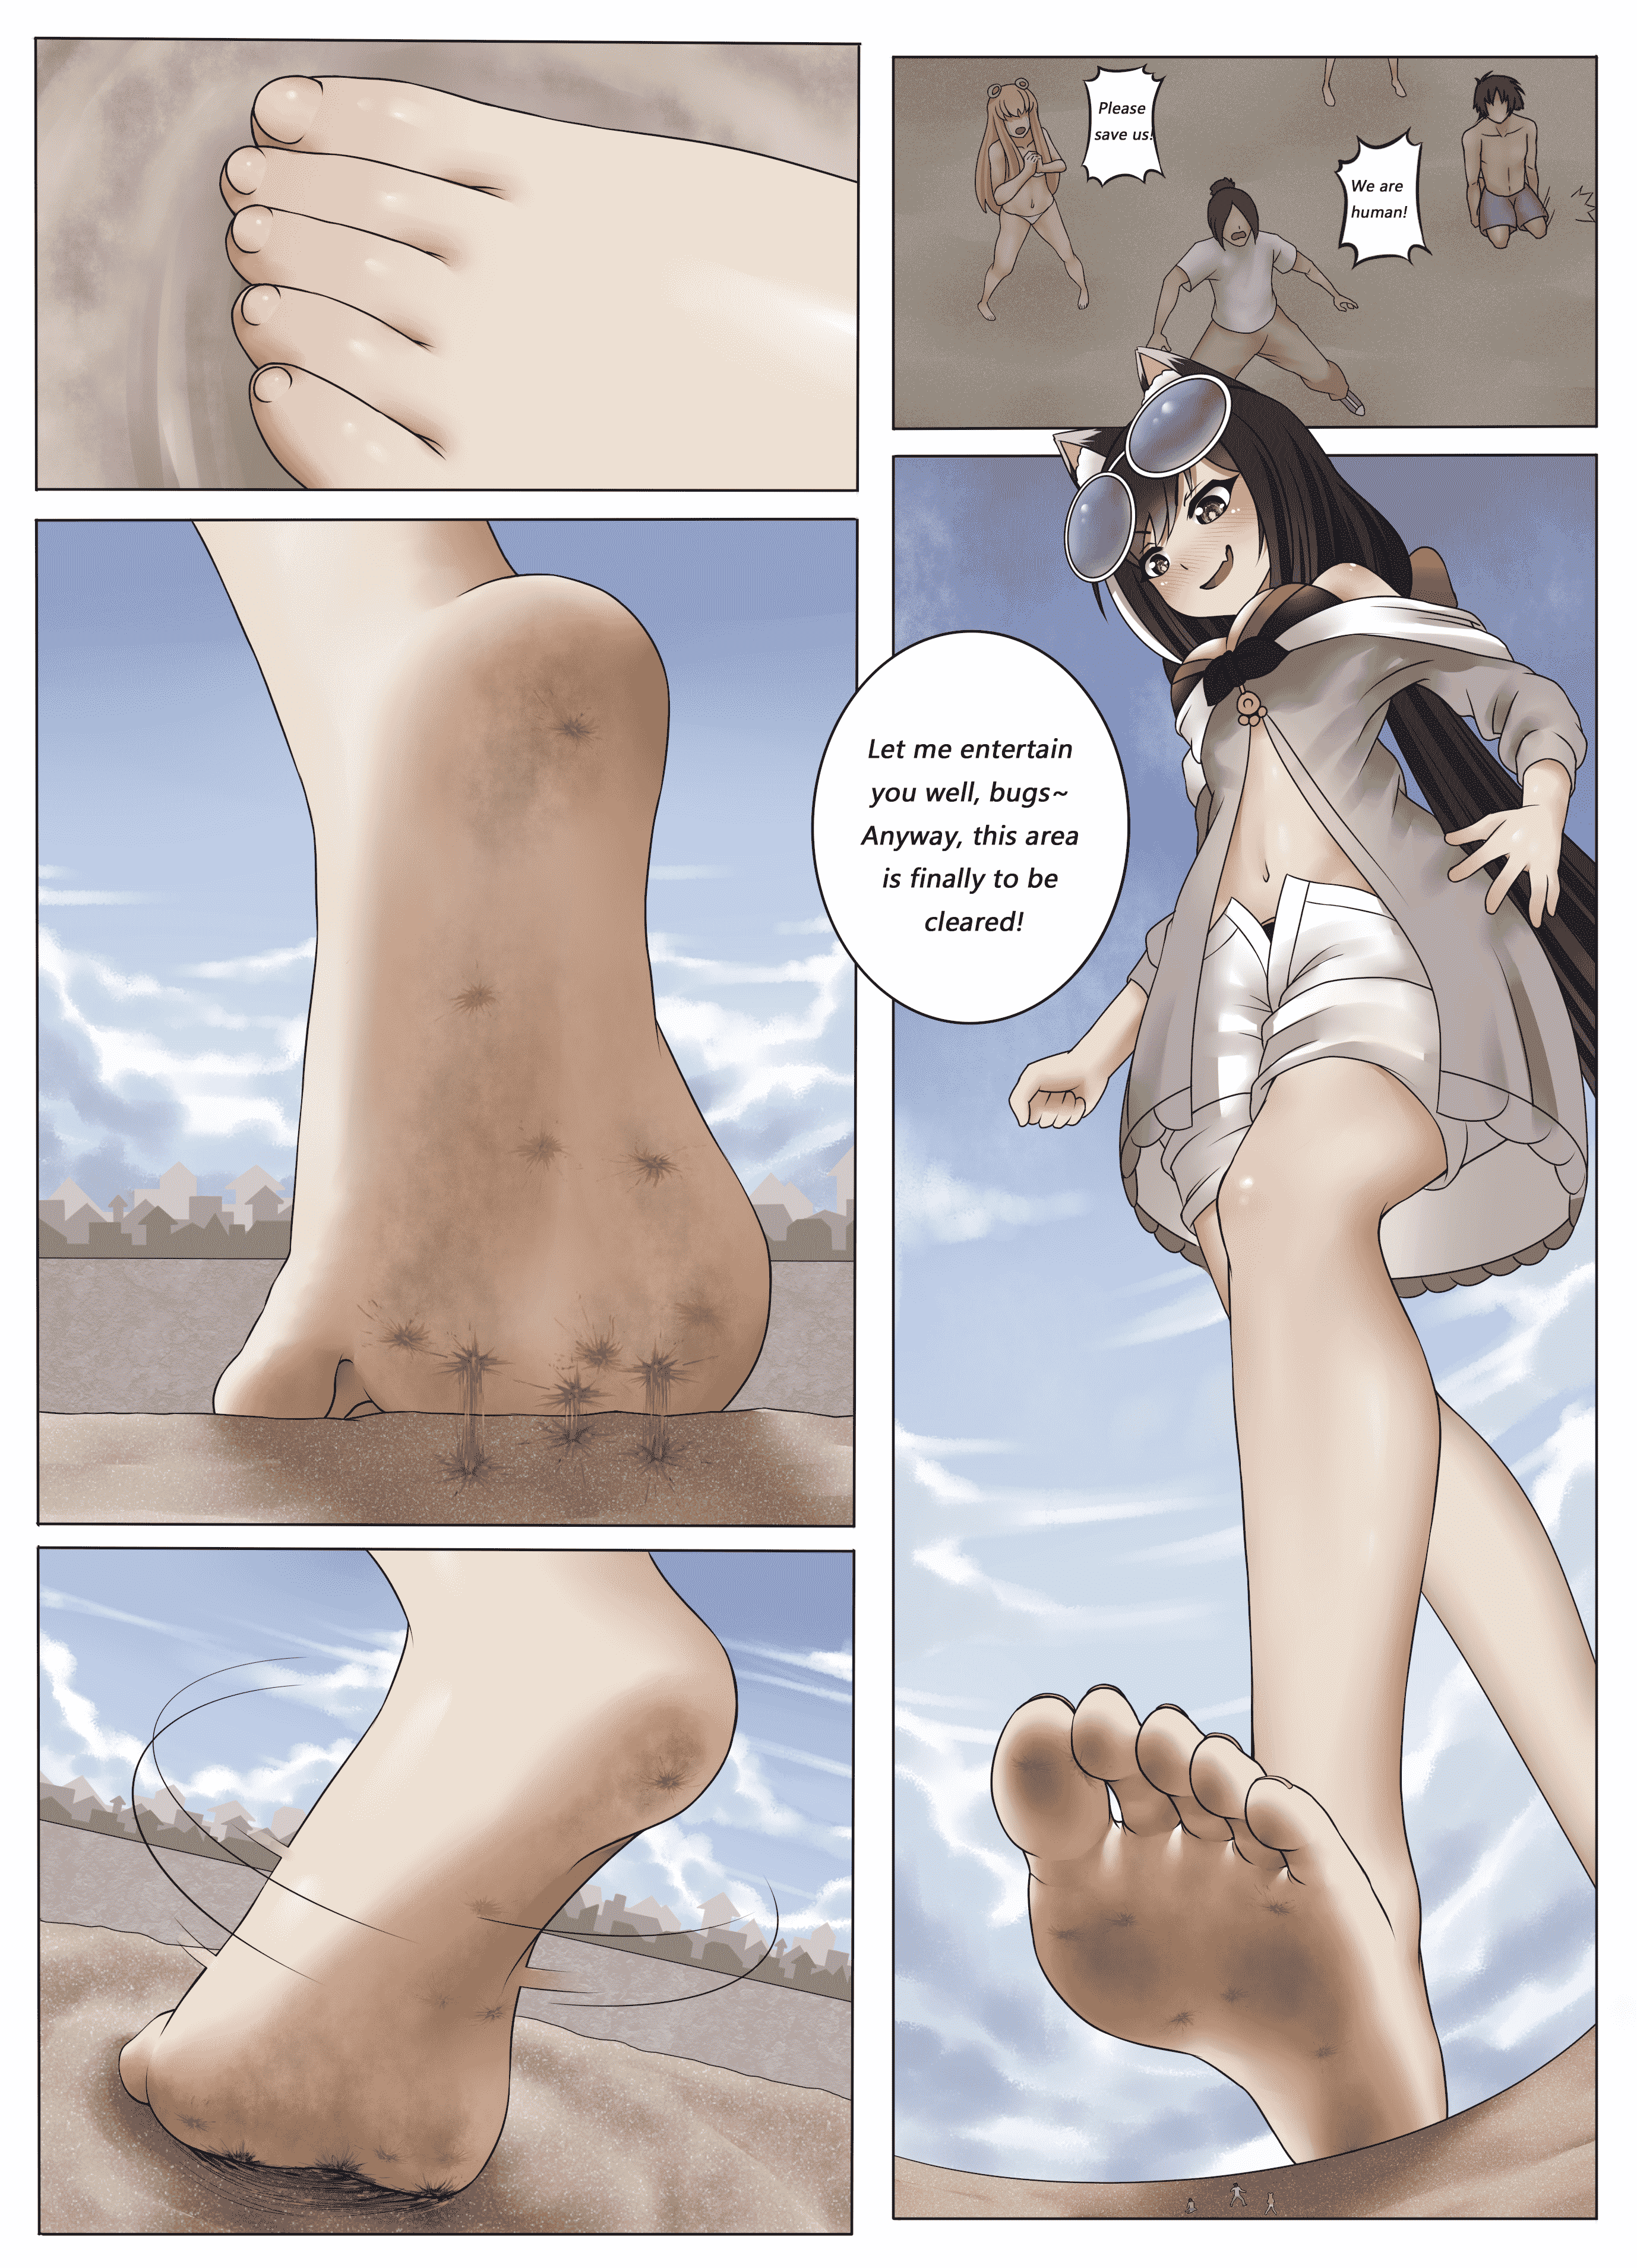 Please
save us!
We are
human!
Let me entertain
you well, bugs~
Anyway, this area
is finally to be
cleared!